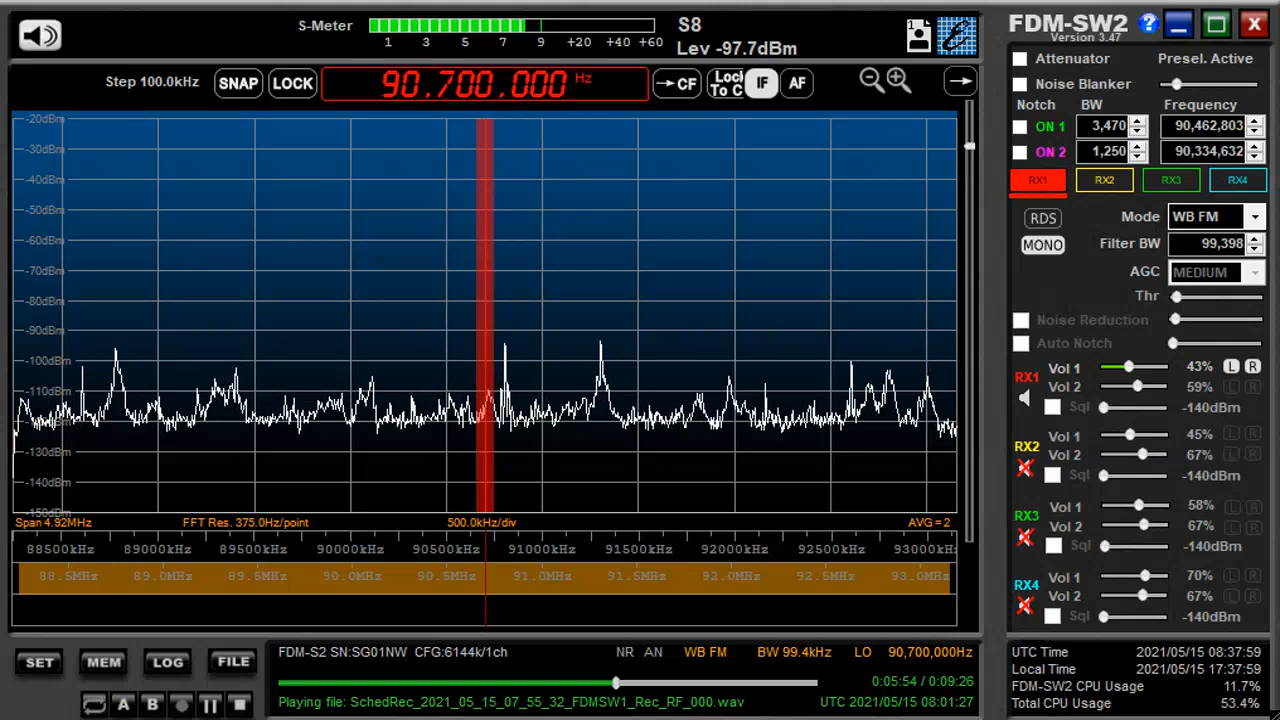 S-Meter
1 3 5 7 9 +20 +40 +60
S8
Lev -97.7dBm
FDM-SW2
Version 3.47
?
X
Step 100.0kHz
SNAP
LOCK
90.700.000 Hz
→CF
Lock To C
IF
AF
→
-20dBm
-30dBm
-40dBm
-50dBm
-60dBm
-70dBm
-80dBm
-90dBm
-100dBm
-110dBm
-120dBm
-130dBm
-140dBm
-150dBm
Span 4.92MHz FFT Res. 375.0Hz/point 500.0kHz/div AVG=2
88500kHz 89000kHz 89500kHz 90000kHz 90500kHz 91000kHz 91500kHz 92000kHz 92500kHz 93000kHz
88.5MHz 89.0MHz 89.5MHz 90.0MHz 90.5MHz 91.0MHz 91.5MHz 92.0MHz 92.5MHz 93.0MHz
Attenuator Presel. Active
Noise Blanker
Notch BW Frequency
ON 1 3,470 90,462,803
ON 2 1,250 90,334,632
RX1 RX2 RX3 RX4
RDS Mode WB FM
MONO Filter BW 99,398
AGC MEDIUM
Thr
Noise Reduction
Auto Notch
RX1
Vol 1 43% L R
Vol 2 59% L R
Sql -140dBm
RX2
Vol 1 45% L R
Vol 2 67% L R
Sql -140dBm
RX3
Vol 1 58% L R
Vol 2 67% L R
Sql -140dBm
RX4
Vol 1 70% L R
Vol 2 67% L R
Sql -140dBm
SET MEM LOG FILE
A B
FDM-S2 SN:SG01NW CFG:6144k/1ch NR AN WB FM BW 99.4kHz LO 90,700,000Hz
0:05:54 / 0:09:26
Playing file: SchedRec_2021_05_15_07_55_32_FDMSW1_Rec_RF_000.wav UTC 2021/05/15 08:01:27
UTC Time 2021/05/15 08:37:59
Local Time 2021/05/15 17:37:59
FDM-SW2 CPU Usage 11.7%
Total CPU Usage 53.4%